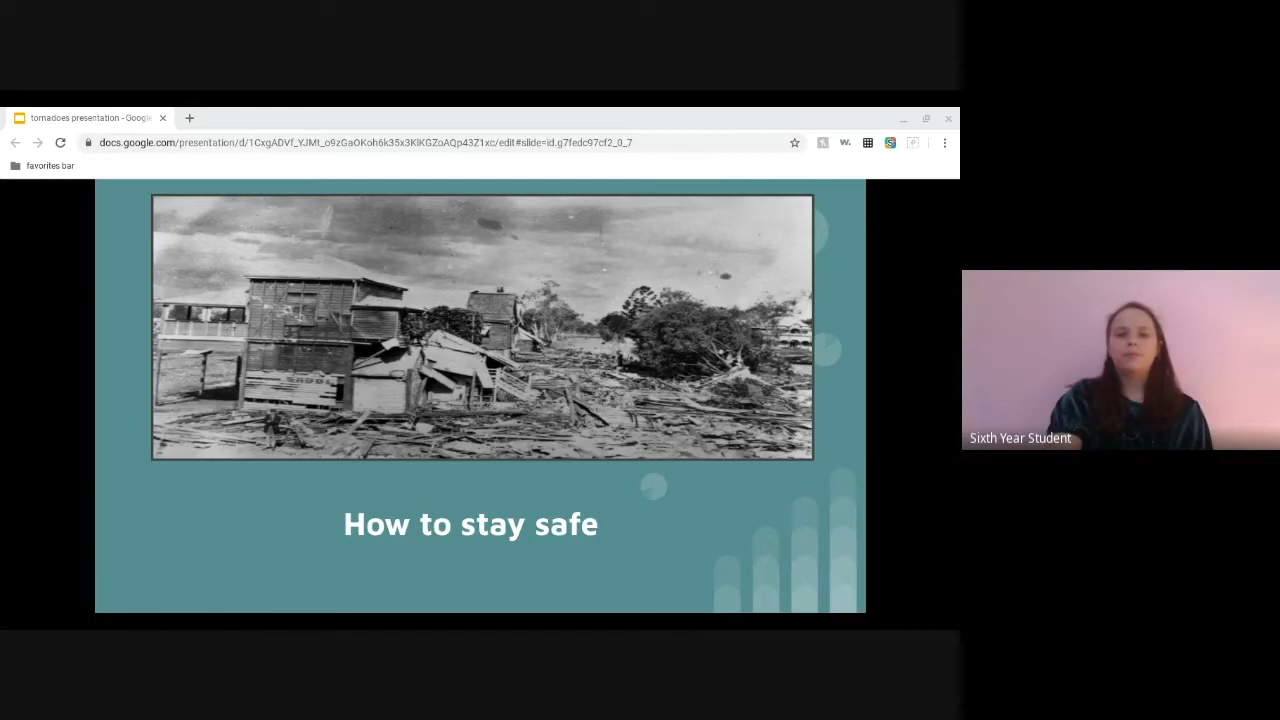 tornadoes presentation - Google
docs.google.com/presentation/d/1CxgADVf_YJMt_o9zGaOKoh6k35x3KlKGZoAQp43Z1xc/edit#slide=id.g7fedc97cf2_0_7
W.
favorites bar
How to stay safe
Sixth Year Student